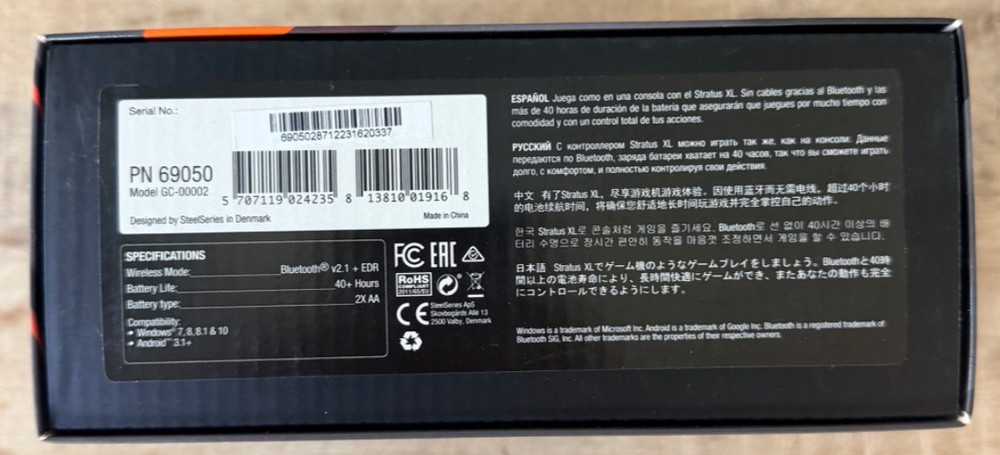 Serial No.:
6905028712231620337
PN 69050
Model GC-00002
5 707119 024235 8
8 13810 01916 8
Designed by SteelSeries in Denmark
Made in China
SPECIFICATIONS
Wireless Mode: Bluetooth® v2.1 + EDR
Battery Life: 40+ Hours
Battery type: 2X AA
Compatibility:
• Windows® 7, 8, 8.1 & 10
• Android™ 3.1+
FC EAC
RoHS
COMPLIANT
2011/65/EU
CE
SteelSeries ApS
Skovbogårds Alle 13
2500 Valby, Denmark
ESPAÑOL Juega como en una consola con el Stratus XL. Sin cables gracias al Bluetooth y las
más de 40 horas de duración de la batería que asegurarán que juegues por mucho tiempo con
comodidad y con un control total de tus acciones.
РУССКИЙ С контроллером Stratus XL можно играть так же, как на консоли. Данные
передаются по Bluetooth, заряда батареи хватает на 40 часов, так что вы сможете играть
долго, с комфортом, и полностью контролируя свои действия.
中文 有了Stratus XL，尽享游戏机游戏体验。因使用蓝牙而无需电线。超过40个小时
的电池续航时间，将确保您舒适地长时间玩游戏并完全掌控自己的动作。
한국 Stratus XL로 콘솔처럼 게임을 즐기세요. Bluetooth로 선 없이 40시간 이상의 배
터리 수명으로 장시간 편안히 동작을 마음껏 조정하면서 게임을 할 수 있습니다.
日本語 Stratus XLでゲーム機のようなゲームプレイをしましょう。Bluetoothと40時
間以上の電池寿命により、長時間快適にゲームができ、またあなたの動作も完全
にコントロールできるようにします。
Windows is a trademark of Microsoft Inc. Android is a trademark of Google Inc. Bluetooth is a registered trademark of
Bluetooth SIG, Inc. All other trademarks are the properties of their respective owners.